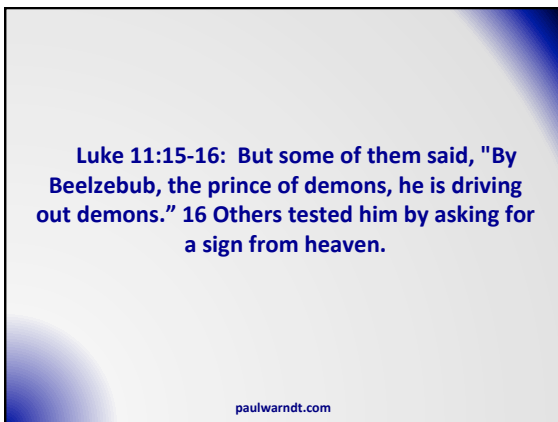 Luke 11:15-16:  But some of them said, "By
Beelzebub, the prince of demons, he is driving
out demons.” 16 Others tested him by asking for
a sign from heaven.
paulwarndt.com